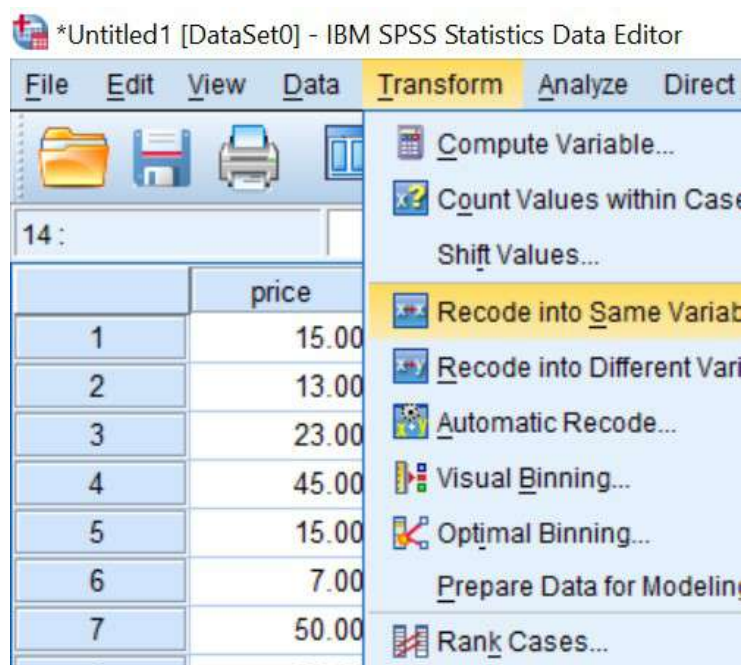 *Untitled1 [DataSet0] - IBM SPSS Statistics Data Editor
File Edit View Data Transform Analyze Direct
Compute Variable...
Count Values within Case
14 :
Shift Values...
price
Recode into Same Variab
1 15.00
Recode into Different Vari
2 13.00
Automatic Recode...
3 23.00
4 45.00
Visual Binning...
5 15.00
Optimal Binning...
6 7.00
Prepare Data for Modeling
7 50.00
Rank Cases...